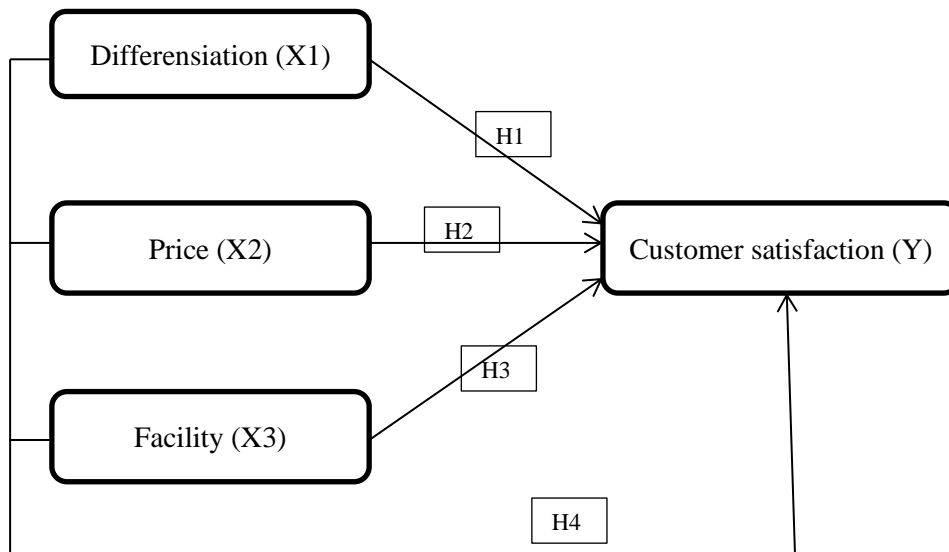 Differensiation (X1)
H1
Price (X2)
H2
Customer satisfaction (Y)
H3
Facility (X3)
H4